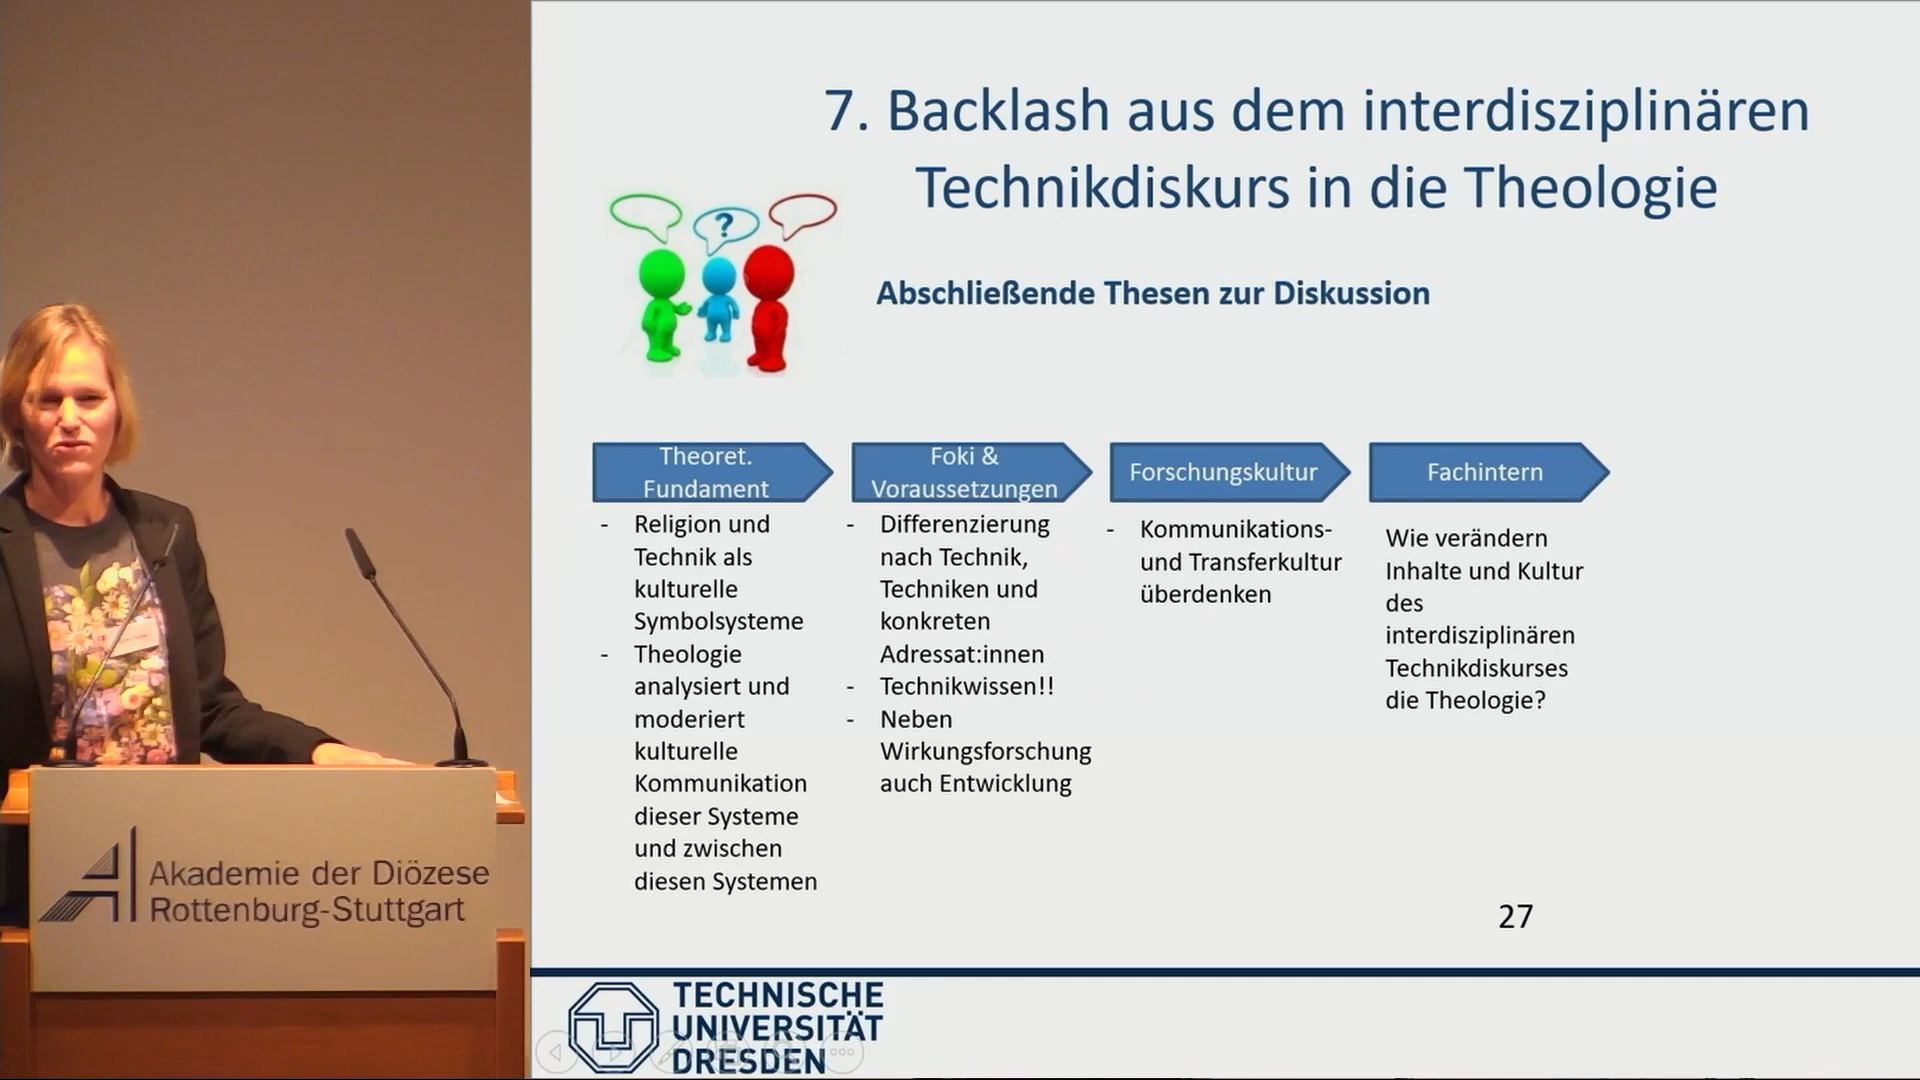 7. Backlash aus dem interdisziplinären
Technikdiskurs in die Theologie
?
Abschließende Thesen zur Diskussion
Theoret.
Fundament
- Religion und
Technik als
kulturelle
Symbolsysteme
- Theologie
analysiert und
moderiert
kulturelle
Kommunikation
dieser Systeme
und zwischen
diesen Systemen
Foki &
Voraussetzungen
- Differenzierung
nach Technik,
Techniken und
konkreten
Adressat:innen
- Technikwissen!!
- Neben
Wirkungsforschung
auch Entwicklung
Forschungskultur
- Kommunikations-
und Transferkultur
überdenken
Fachintern
Wie verändern
Inhalte und Kultur
des
interdisziplinären
Technikdiskurses
die Theologie?
27
TECHNISCHE
UNIVERSITÄT
DRESDEN
Akademie der Diözese
Rottenburg-Stuttgart